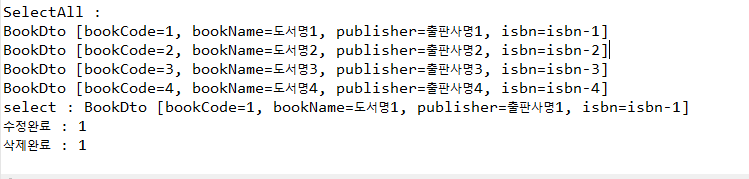 SelectAll :
BookDto [bookCode=1, bookName=도서명1, publisher=출판사명1, isbn=isbn-1]
BookDto [bookCode=2, bookName=도서명2, publisher=출판사명2, isbn=isbn-2]
BookDto [bookCode=3, bookName=도서명3, publisher=출판사명3, isbn=isbn-3]
BookDto [bookCode=4, bookName=도서명4, publisher=출판사명4, isbn=isbn-4]
select : BookDto [bookCode=1, bookName=도서명1, publisher=출판사명1, isbn=isbn-1]
수정완료 : 1
삭제완료 : 1